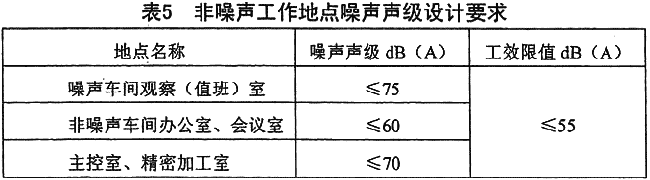 表5 非噪声工作地点噪声声级设计要求
地点名称 噪声声级 dB（A） 工效限值 dB（A）
噪声车间观察（值班）室 ≤75
非噪声车间办公室、会议室 ≤60 ≤55
主控室、精密加工室 ≤70